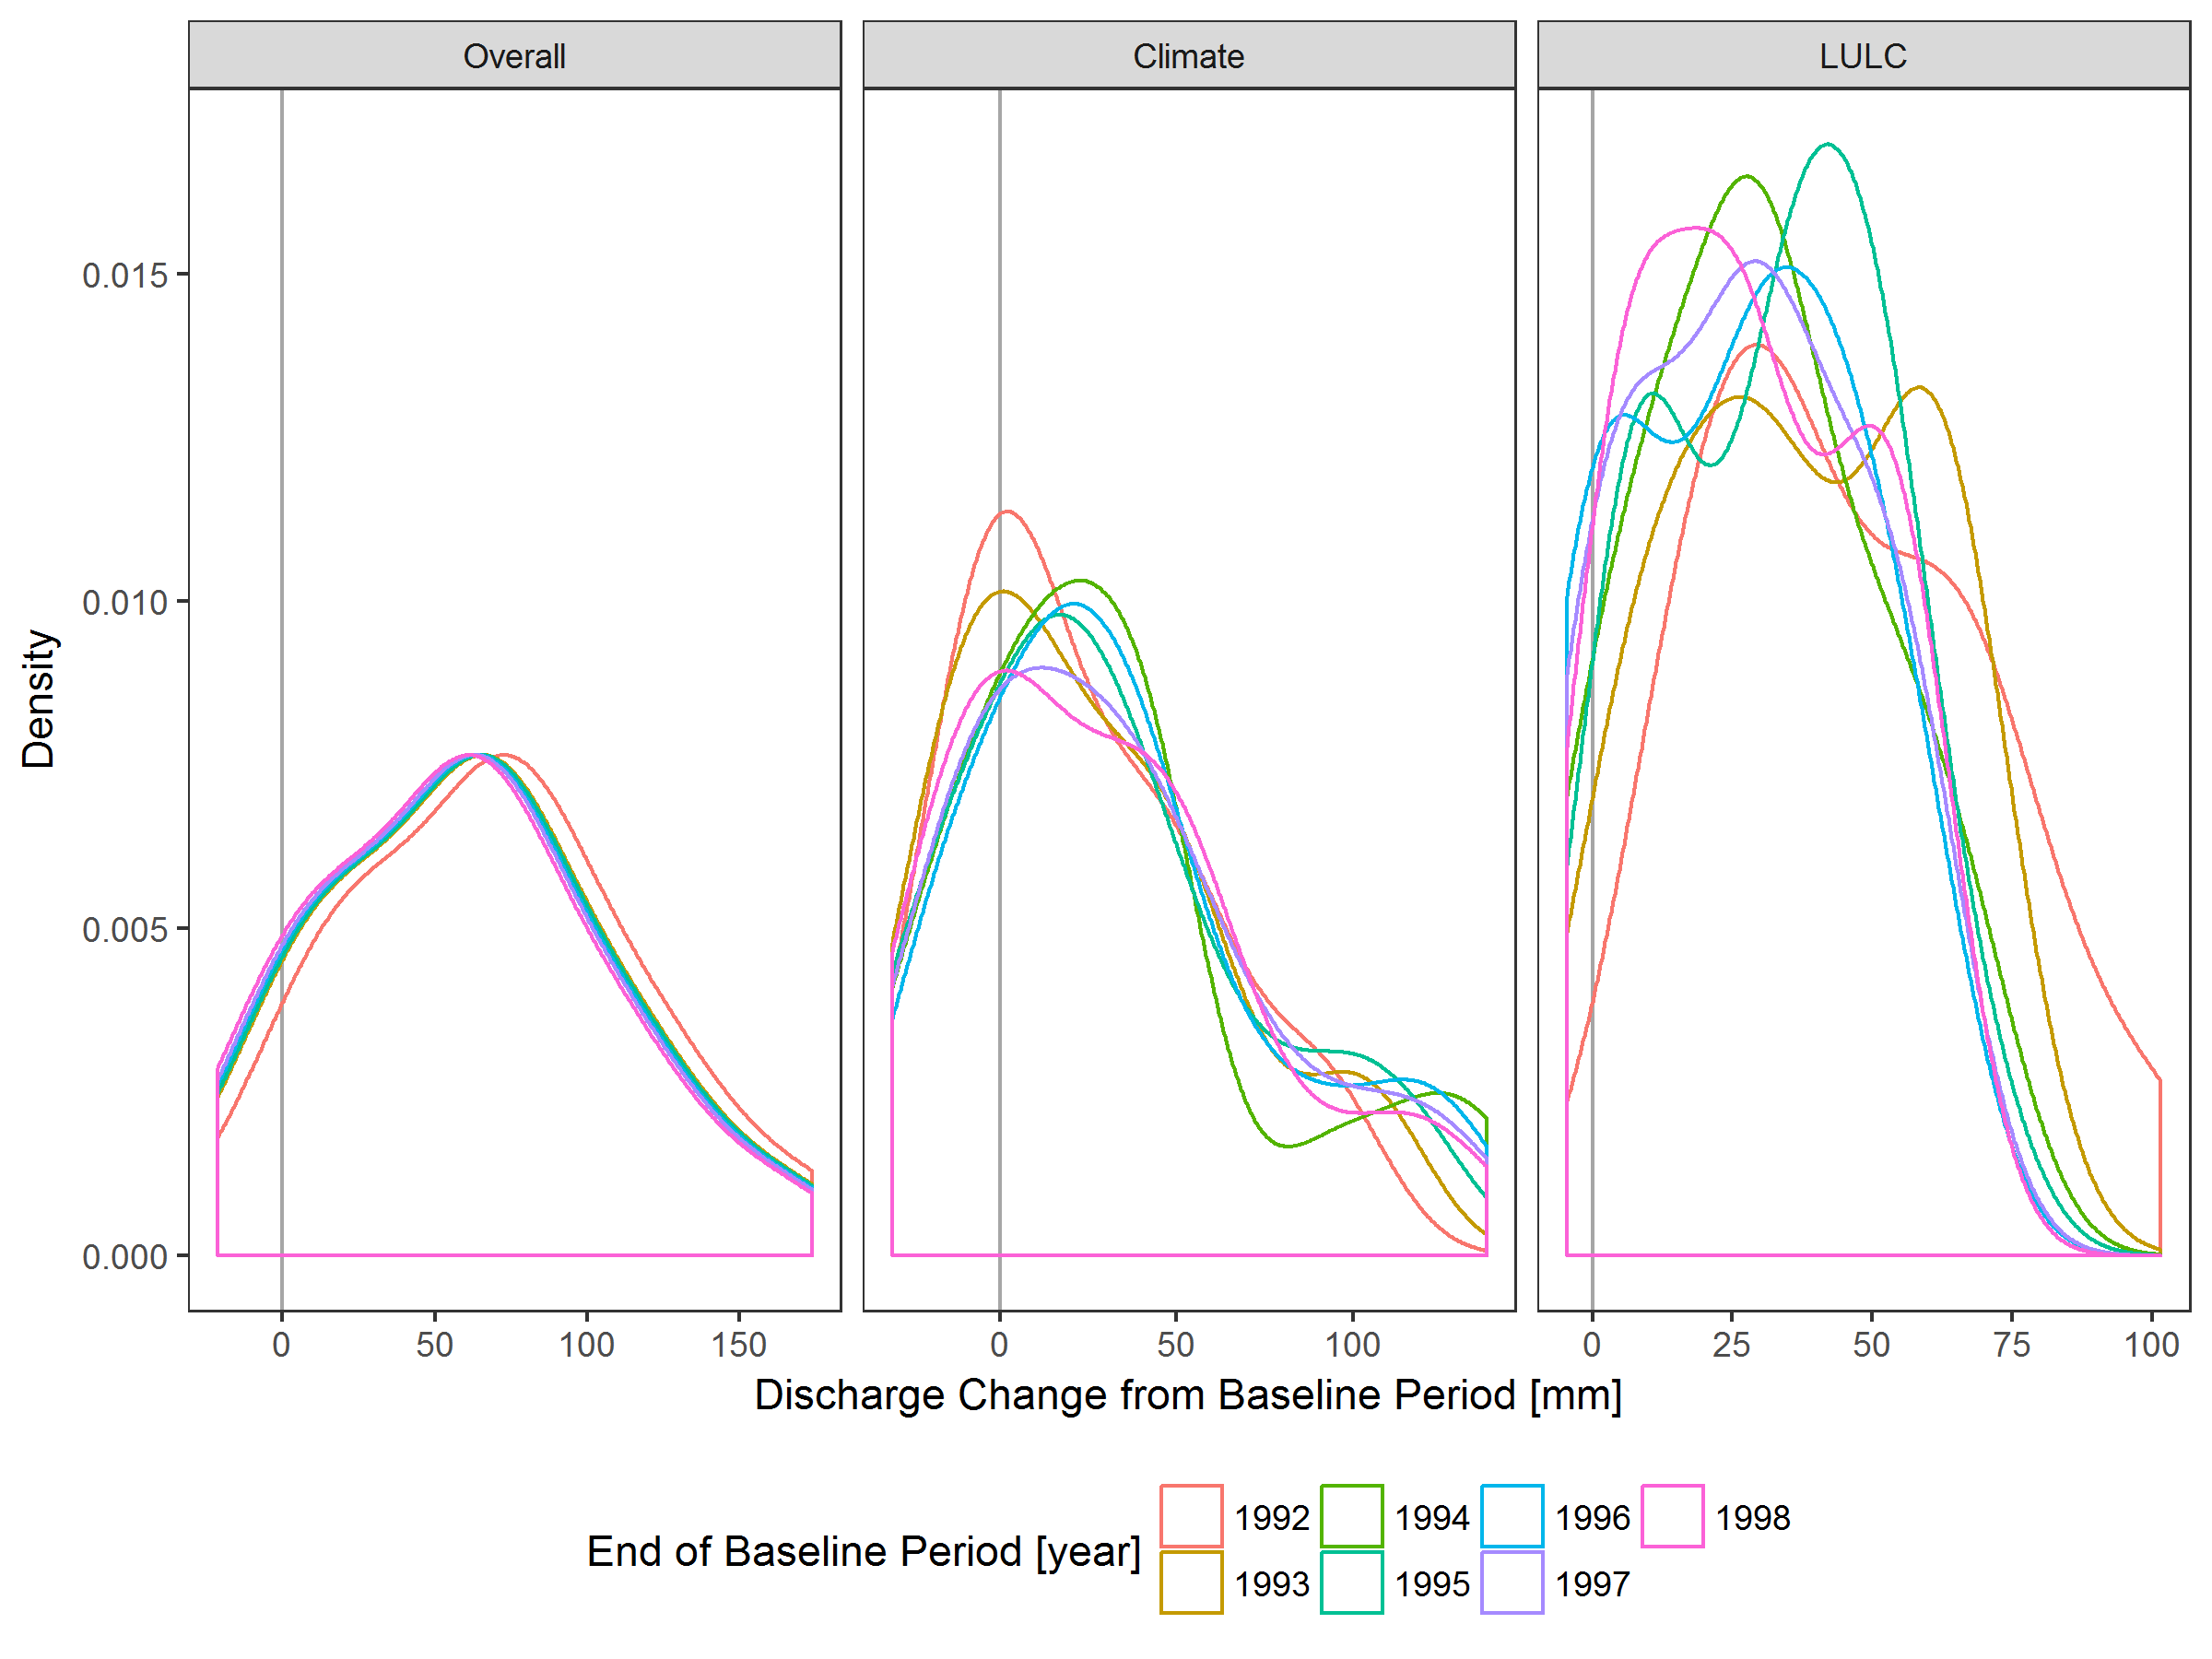 Overall Climate LULC
Density
0.015
0.010
0.005
0.000
0 50 100 150 0 50 100 0 25 50 75 100
Discharge Change from Baseline Period [mm]
End of Baseline Period [year]
1992 1994 1996 1998
1993 1995 1997